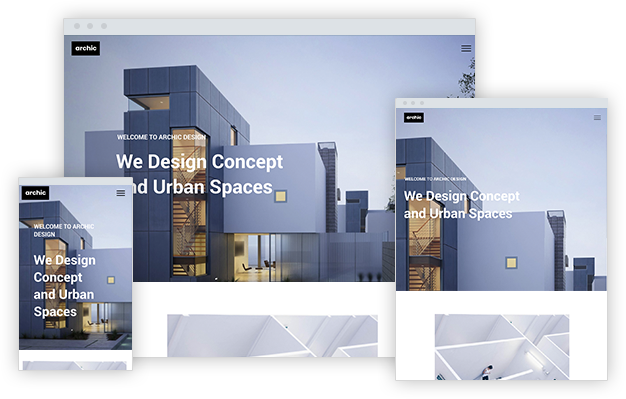 archic
WELCOME TO ARCHIC DESIGN
We Design Concept
and Urban Spaces
archic
WELCOME TO ARCHIC DESIGN
We Design Concept
and Urban Spaces
archic
WELCOME TO ARCHIC
DESIGN
We Design
Concept
and Urban
Spaces